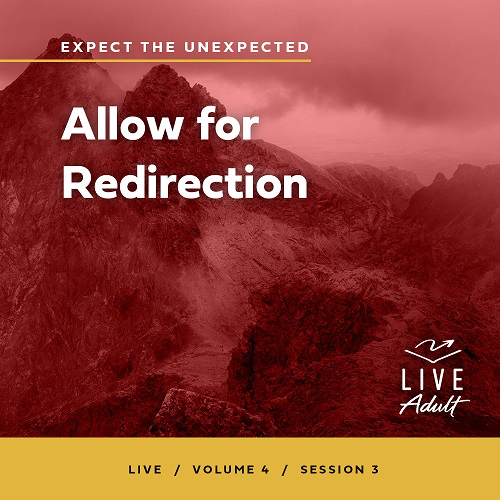 EXPECT THE UNEXPECTED
Allow for
Redirection
LIVE
Adult
LIVE / VOLUME 4 / SESSION 3